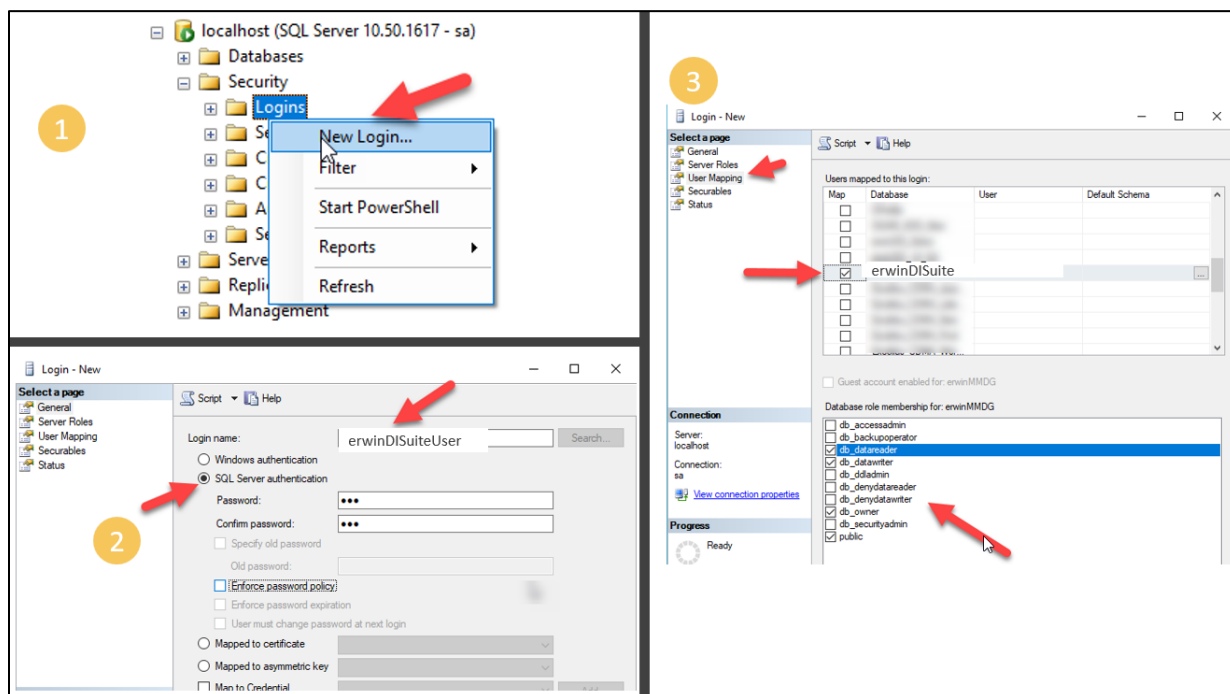 localhost (SQL Server 10.50.1617 - sa)
Databases
Security
Logins
New Login...
Filter
Start PowerShell
Reports
Refresh
Management
1
Login - New
Select a page
General
Server Roles
User Mapping
Securables
Status
Script
Help
Login name:
erwinDISuiteUser
Search...
Windows authentication
SQL Server authentication
Password:
Confirm password:
Specify old password
Old password:
Enforce password policy
Enforce password expiration
User must change password at next login
Mapped to certificate
Mapped to asymmetric key
Map to Credential
Add
2
3
Login - New
Select a page
General
Server Roles
User Mapping
Securables
Status
Script
Help
Users mapped to this login:
Map Database User Default Schema
erwinDISuite
...
Guest account enabled for: erwinMMDG
Database role membership for: erwinMMDG
db_accessadmin
db_backupoperator
db_datareader
db_datawriter
db_ddladmin
db_denydatareader
db_denydatawriter
db_owner
db_securityadmin
public
Connection
Server:
localhost
Connection:
sa
View connection properties
Progress
Ready